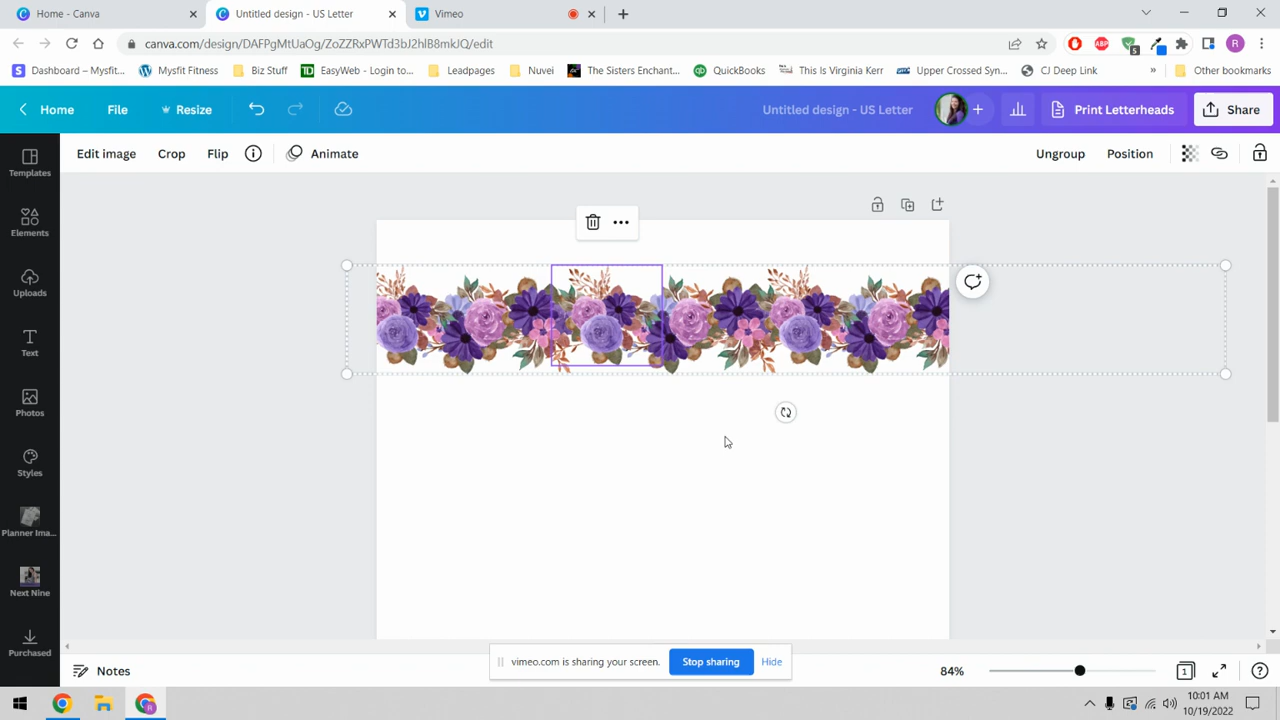 Home - Canva
Untitled design - US Letter
Vimeo
canva.com/design/DAFPgMtUaOg/ZoZZRxPWTd3bJ2hlB8mkJQ/edit
ABP
5
R
Dashboard – Mysfit...
Mysfit Fitness
Biz Stuff
EasyWeb - Login to...
Leadpages
Nuvei
The Sisters Enchant...
QuickBooks
This Is Virginia Kerr
Upper Crossed Syn...
CJ Deep Link
»
Other bookmarks
Home
File
Resize
Untitled design - US Letter
Print Letterheads
Share
Edit image
Crop
Flip
Animate
Ungroup
Position
Templates
Elements
Uploads
Text
Photos
Styles
Planner Ima...
Next Nine
Purchased
vimeo.com is sharing your screen.
Stop sharing
Hide
Notes
84%
1
10:01 AM
10/19/2022